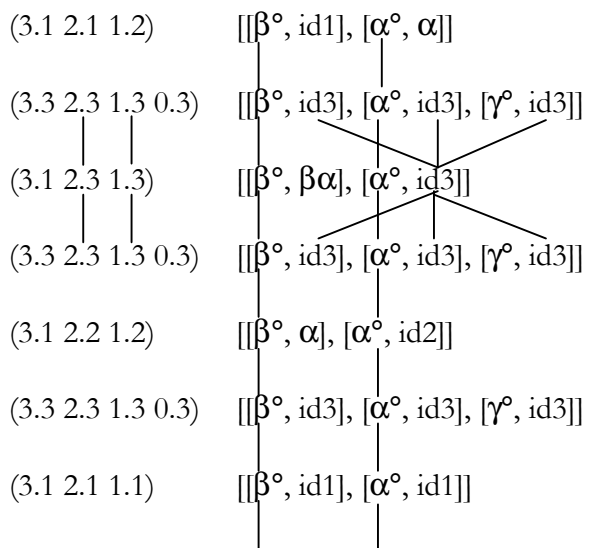 (3.1 2.1 1.2) [[β°, id1], [α°, α]]
(3.3 2.3 1.3 0.3) [[β°, id3], [α°, id3], [γ°, id3]]
(3.1 2.3 1.3) [[β°, βα], [α°, id3]]
(3.3 2.3 1.3 0.3) [[β°, id3], [α°, id3], [γ°, id3]]
(3.1 2.2 1.2) [[β°, α], [α°, id2]]
(3.3 2.3 1.3 0.3) [[β°, id3], [α°, id3], [γ°, id3]]
(3.1 2.1 1.1) [[β°, id1], [α°, id1]]